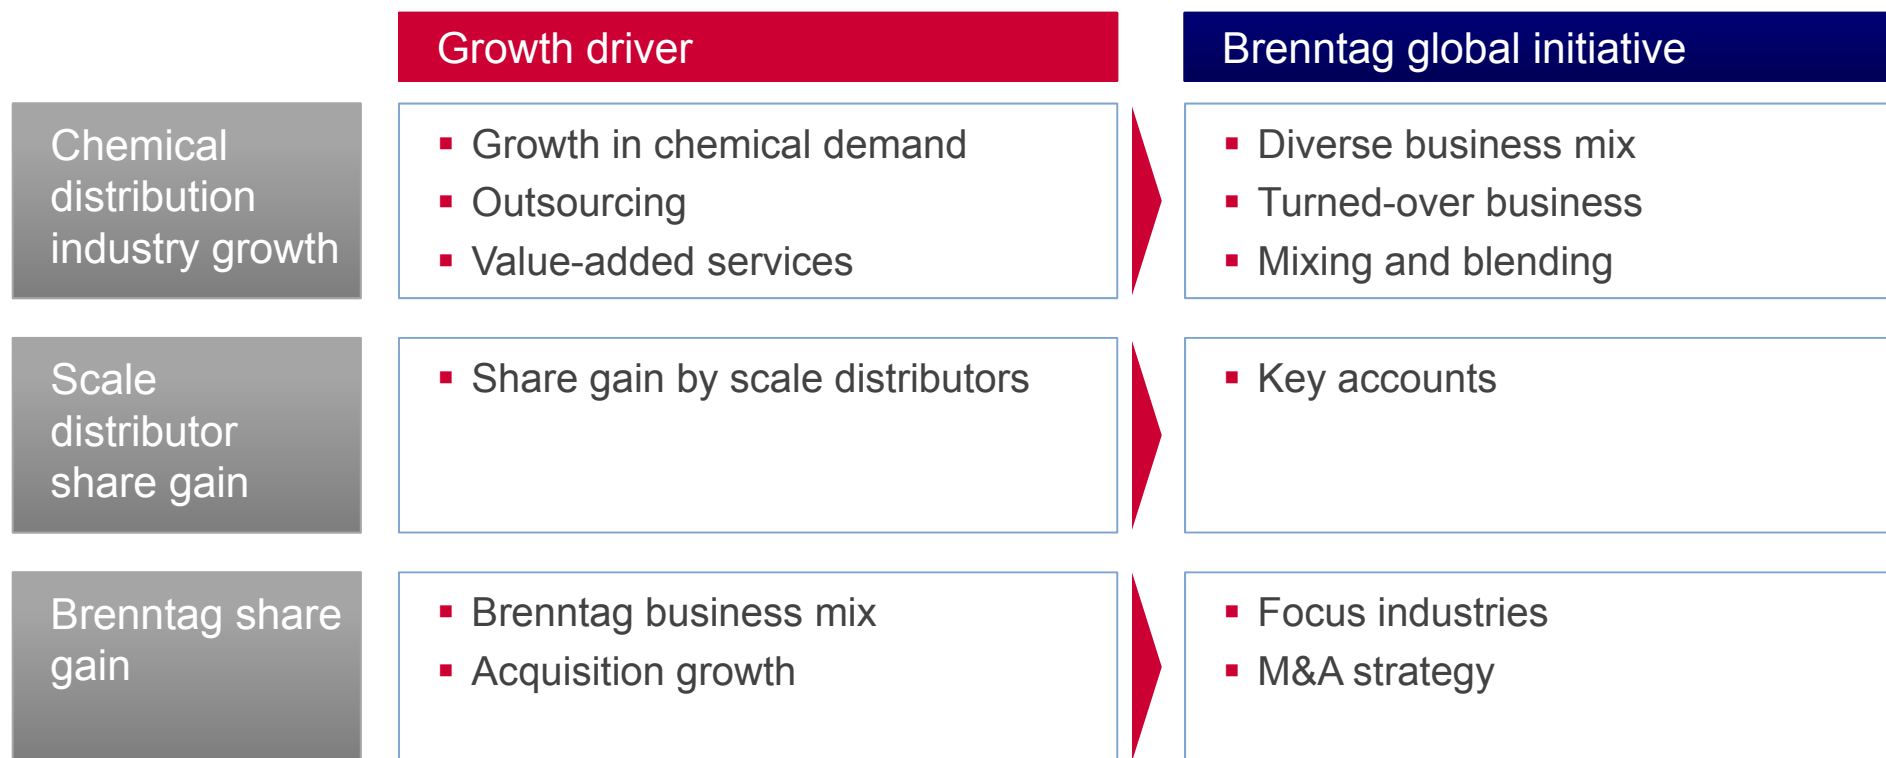 Growth driver
Brenntag global initiative
Chemical
distribution
industry growth
▪ Growth in chemical demand
▪ Outsourcing
▪ Value-added services
▪ Diverse business mix
▪ Turned-over business
▪ Mixing and blending
Scale
distributor
share gain
▪ Share gain by scale distributors
▪ Key accounts
Brenntag share
gain
▪ Brenntag business mix
▪ Acquisition growth
▪ Focus industries
▪ M&A strategy